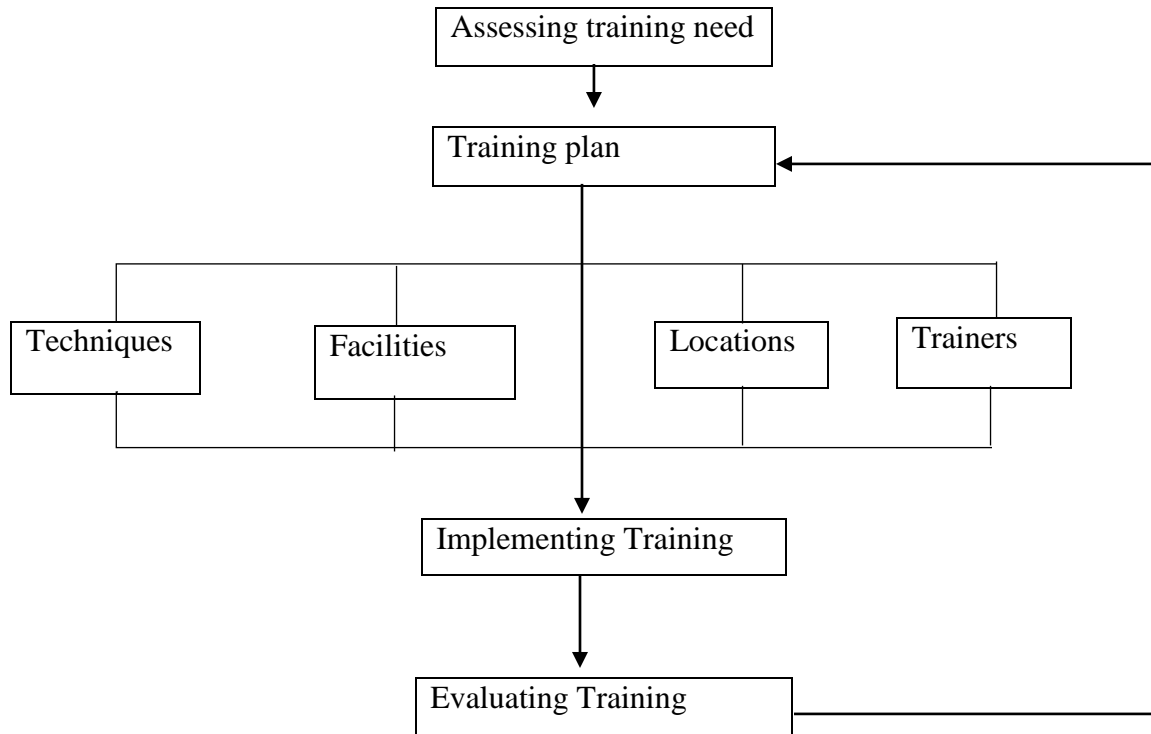 Assessing training need
Training plan
Techniques
Facilities
Locations
Trainers
Implementing Training
Evaluating Training